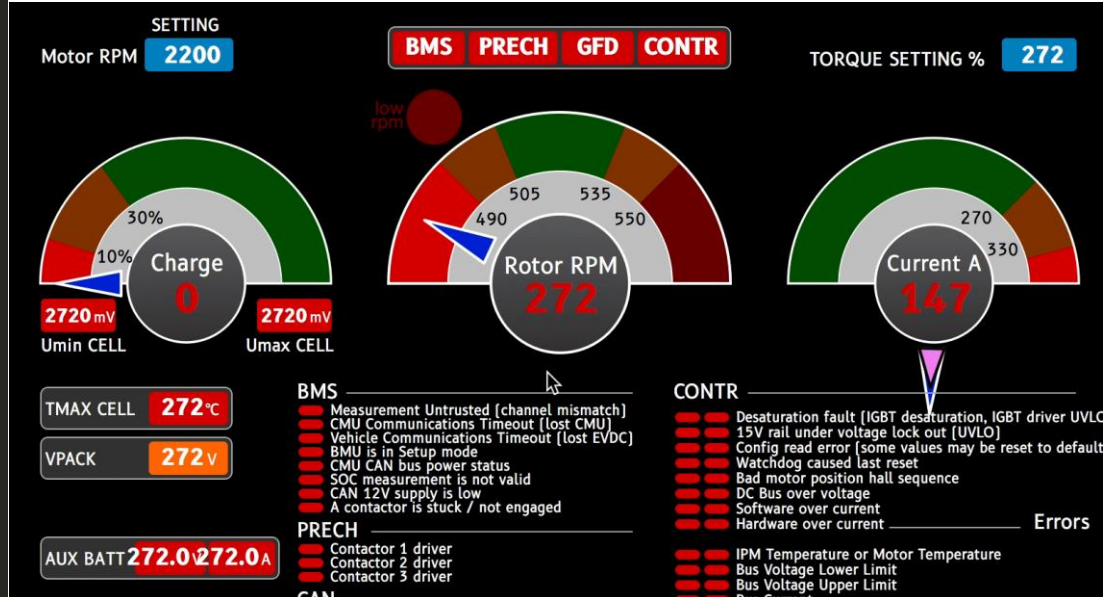 SETTING
Motor RPM 2200
BMS PRECH GFD CONTR
TORQUE SETTING % 272
low
rpm
30%
10%
Charge
0
2720 mV
Umin CELL
2720 mV
Umax CELL
490
505
535
550
Rotor RPM
272
270
330
Current A
147
TMAX CELL 272°C
VPACK 272 V
AUX BATT 272.0 V 272.0 A
BMS
Measurement Untrusted [channel mismatch]
CMU Communications Timeout [lost CMU]
Vehicle Communications Timeout [lost EVDC]
BMU is in Setup mode
CMU CAN bus power status
SOC measurement is not valid
CAN 12V supply is low
A contactor is stuck / not engaged
PRECH
Contactor 1 driver
Contactor 2 driver
Contactor 3 driver
CAN
CONTR
Desaturation fault [IGBT desaturation, IGBT driver UVLO
15V rail under voltage lock out [UVLO]
Config read error [some values may be reset to default
Watchdog caused last reset
Bad motor position hall sequence
DC Bus over voltage
Software over current
Hardware over current
Errors
IPM Temperature or Motor Temperature
Bus Voltage Lower Limit
Bus Voltage Upper Limit
Bus Current